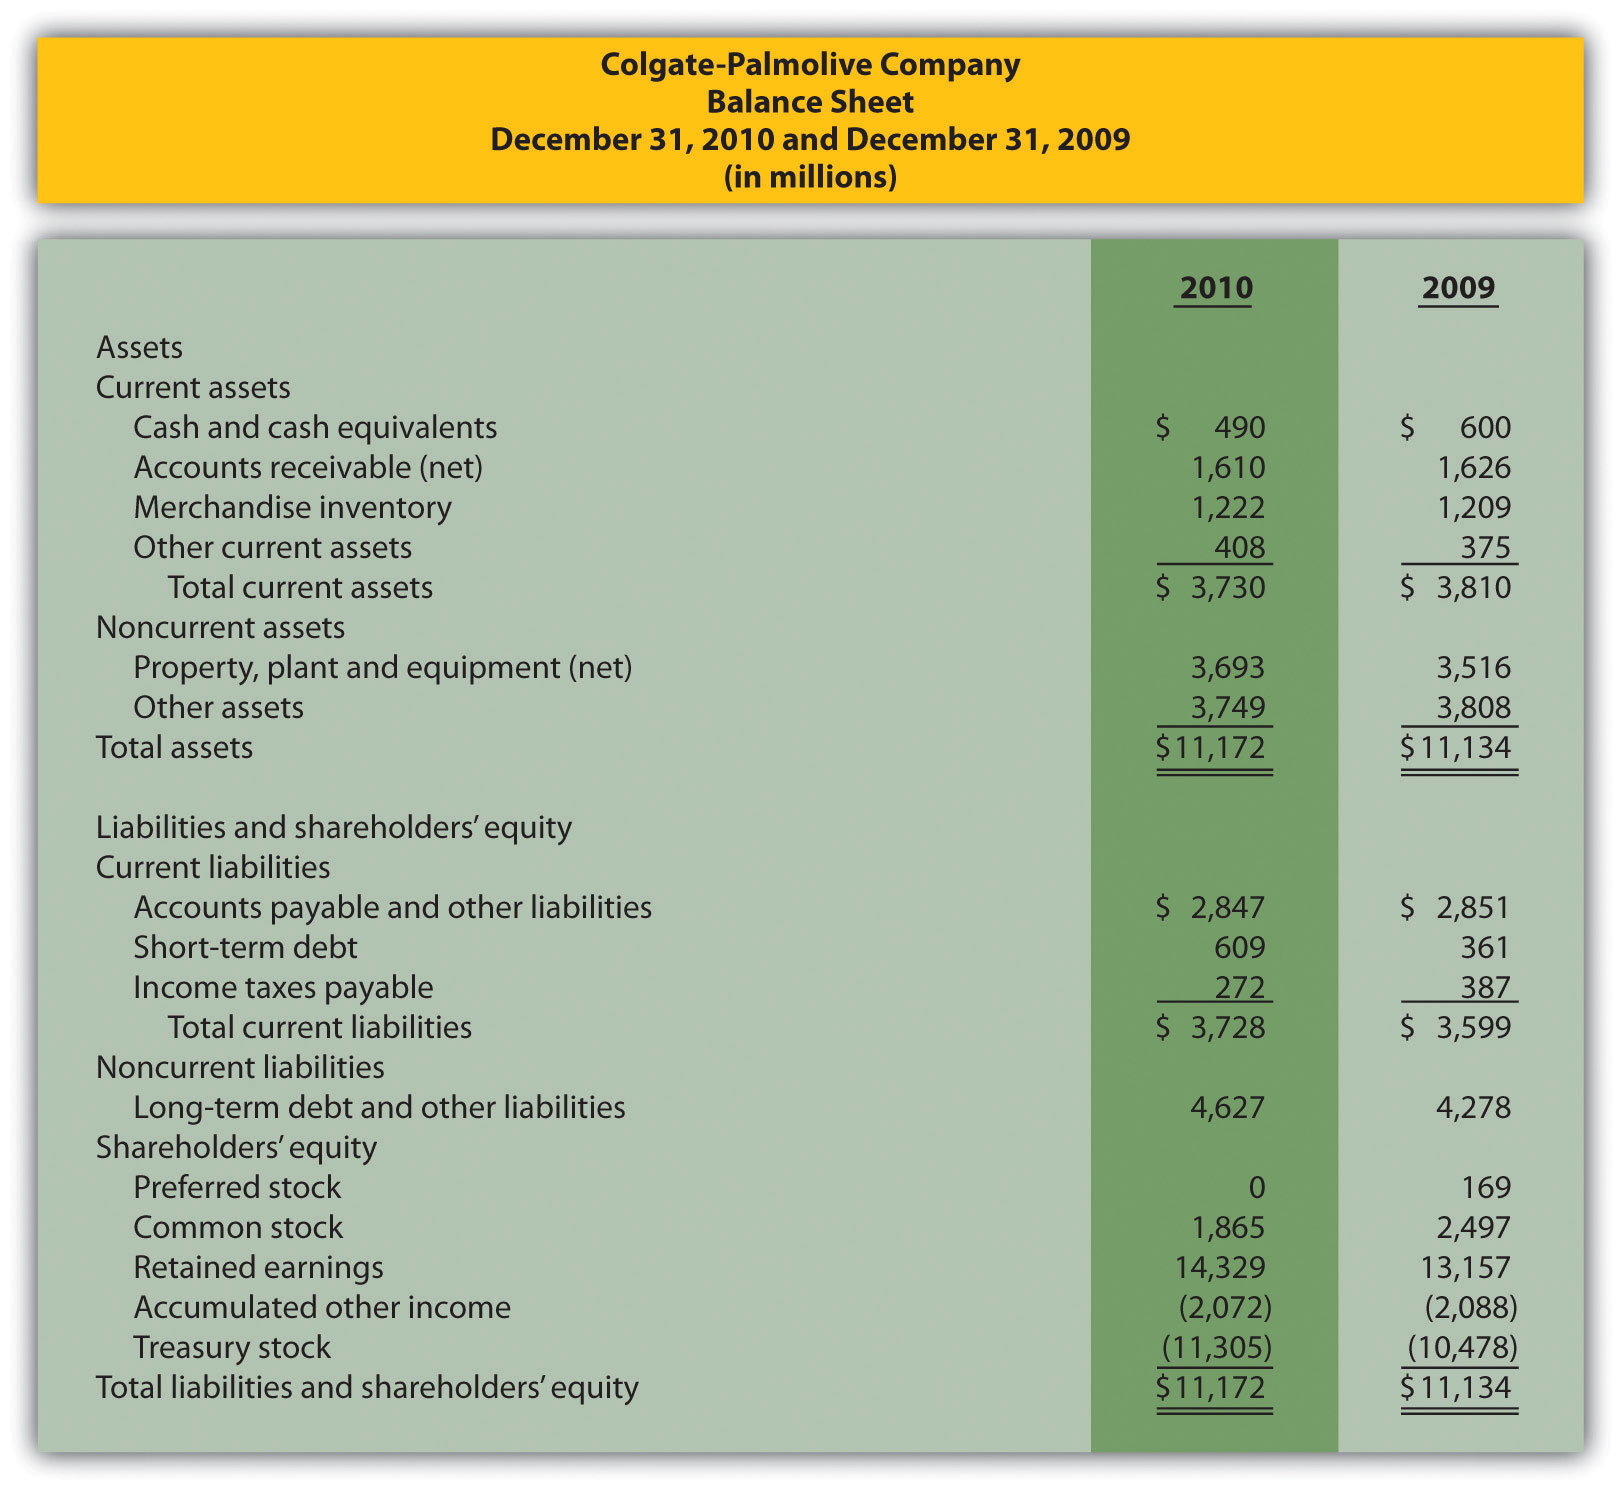 Colgate-Palmolive Company
Balance Sheet
December 31, 2010 and December 31, 2009
(in millions)
2010 2009
Assets
Current assets
Cash and cash equivalents $ 490 $ 600
Accounts receivable (net) 1,610 1,626
Merchandise inventory 1,222 1,209
Other current assets 408 375
Total current assets $ 3,730 $ 3,810
Noncurrent assets
Property, plant and equipment (net) 3,693 3,516
Other assets 3,749 3,808
Total assets $11,172 $11,134
Liabilities and shareholders’ equity
Current liabilities
Accounts payable and other liabilities $ 2,847 $ 2,851
Short-term debt 609 361
Income taxes payable 272 387
Total current liabilities $ 3,728 $ 3,599
Noncurrent liabilities
Long-term debt and other liabilities 4,627 4,278
Shareholders’ equity
Preferred stock 0 169
Common stock 1,865 2,497
Retained earnings 14,329 13,157
Accumulated other income (2,072) (2,088)
Treasury stock (11,305) (10,478)
Total liabilities and shareholders’ equity $11,172 $11,134